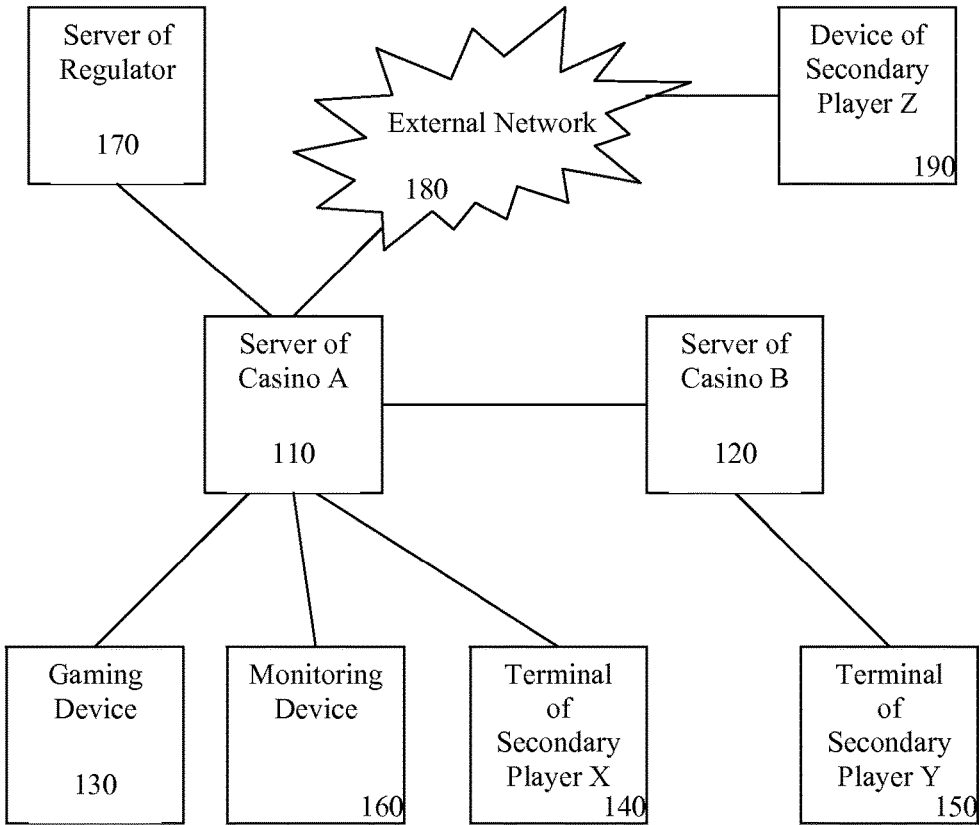 Server of
Regulator
170
External Network
180
Device of
Secondary
Player Z
190
Server of
Casino A
110
Server of
Casino B
120
Gaming
Device
130
Monitoring
Device
160
Terminal
of
Secondary
Player X
140
Terminal
of
Secondary
Player Y
150